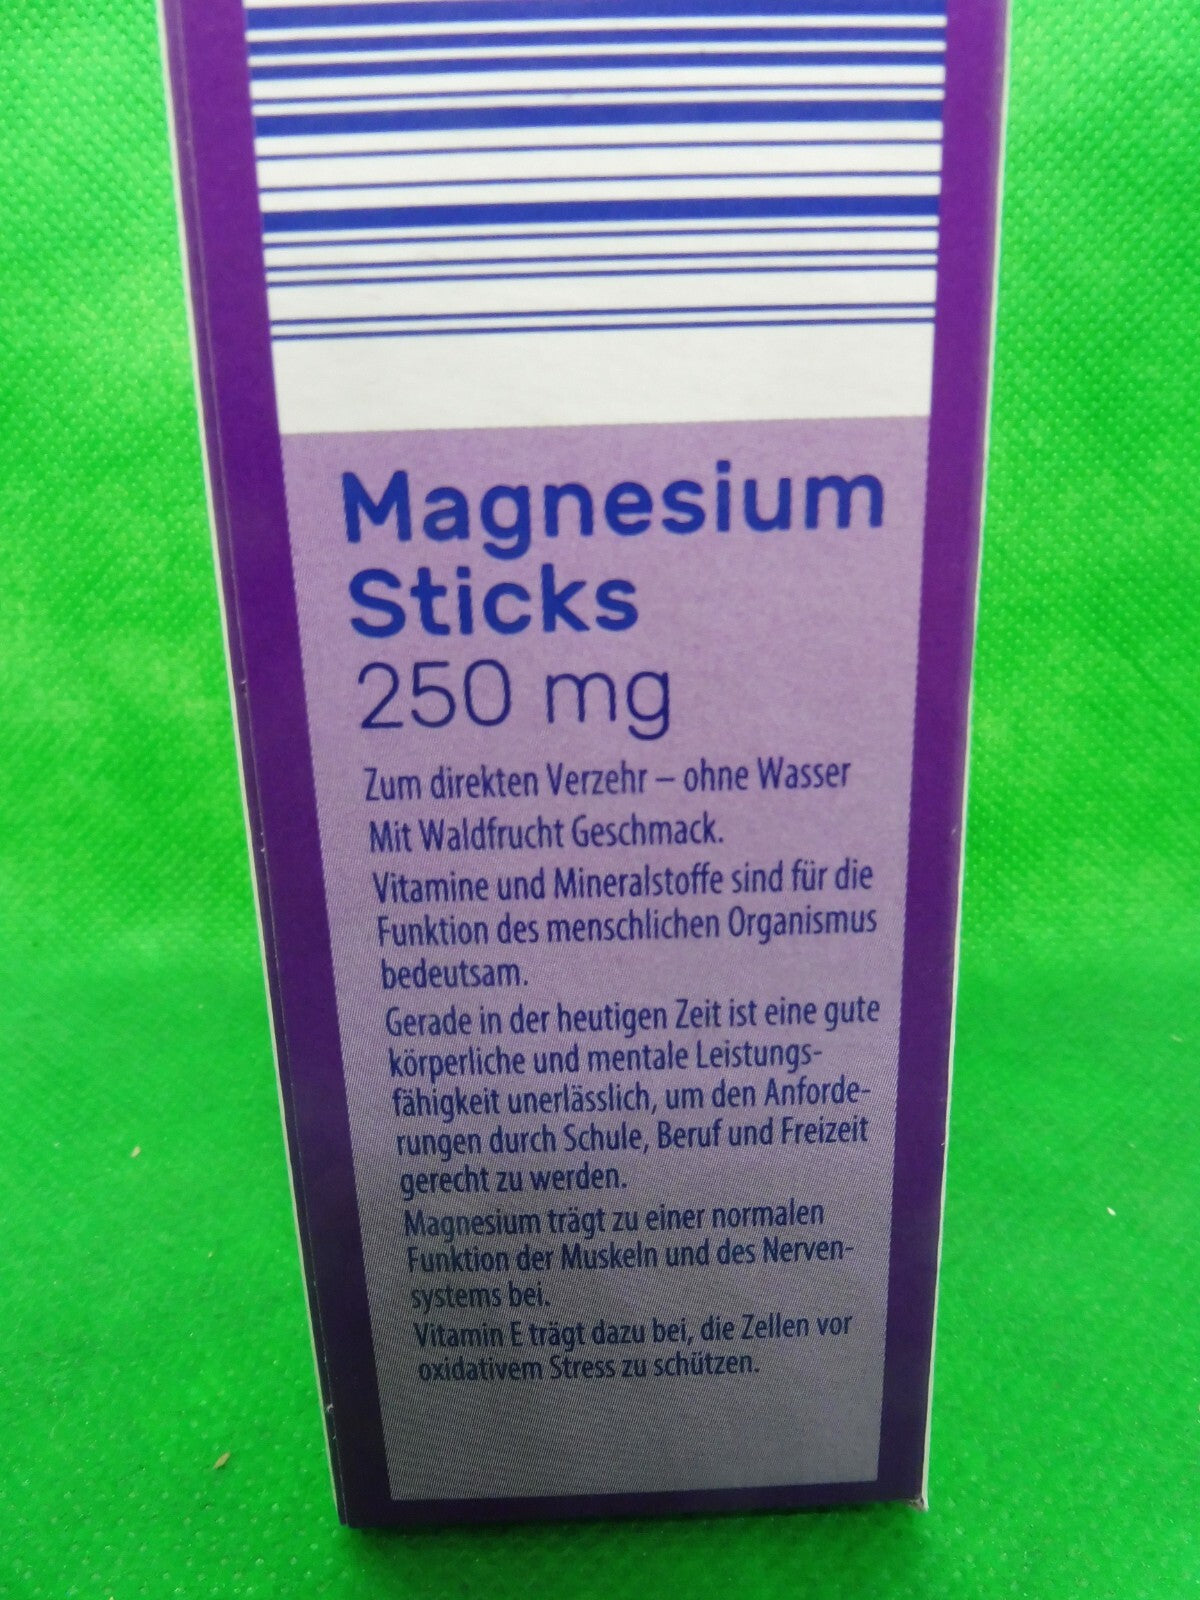 Magnesium
Sticks
250 mg
Zum direkten Verzehr – ohne Wasser
Mit Waldfrucht Geschmack.
Vitamine und Mineralstoffe sind für die
Funktion des menschlichen Organismus
bedeutsam.
Gerade in der heutigen Zeit ist eine gute
körperliche und mentale Leistungs-
fähigkeit unerlässlich, um den Anforde-
rungen durch Schule, Beruf und Freizeit
gerecht zu werden.
Magnesium trägt zu einer normalen
Funktion der Muskeln und des Nerven-
systems bei.
Vitamin E trägt dazu bei, die Zellen vor
oxidativem Stress zu schützen.